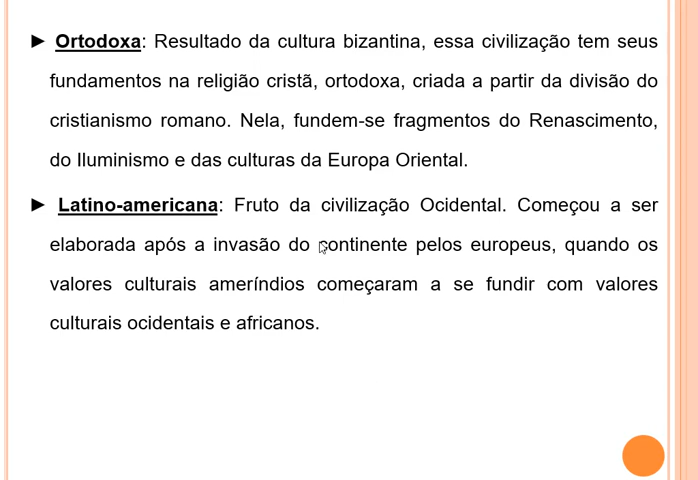 ► Ortodoxa: Resultado da cultura bizantina, essa civilização tem seus
fundamentos na religião cristã, ortodoxa, criada a partir da divisão do
cristianismo romano. Nela, fundem-se fragmentos do Renascimento,
do Iluminismo e das culturas da Europa Oriental.
► Latino-americana: Fruto da civilização Ocidental. Começou a ser
elaborada após a invasão do continente pelos europeus, quando os
valores culturais ameríndios começaram a se fundir com valores
culturais ocidentais e africanos.